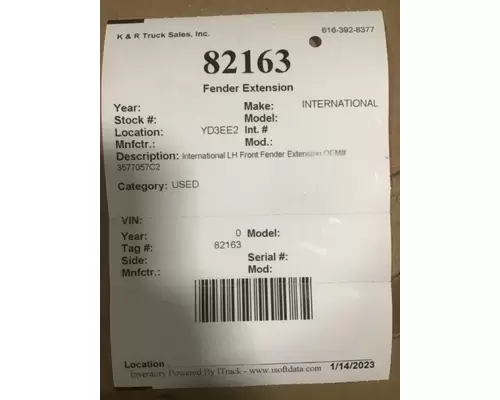 K & R Truck Sales, Inc. 616-392-8377
82163
Fender Extension
Year: Make: INTERNATIONAL
Stock #: Model:
Location: YD3EE2 Int. #
Mnfctr.: Mod.:
Description: International LH Front Fender Extension OEM#
3577057C2
Category: USED
VIN:
Year: 0 Model:
Tag #: 82163
Side: Serial #:
Mnfctr.: Mod:
Location
Inventory Powered By ITrack - www.usoftdata.com 1/14/2023